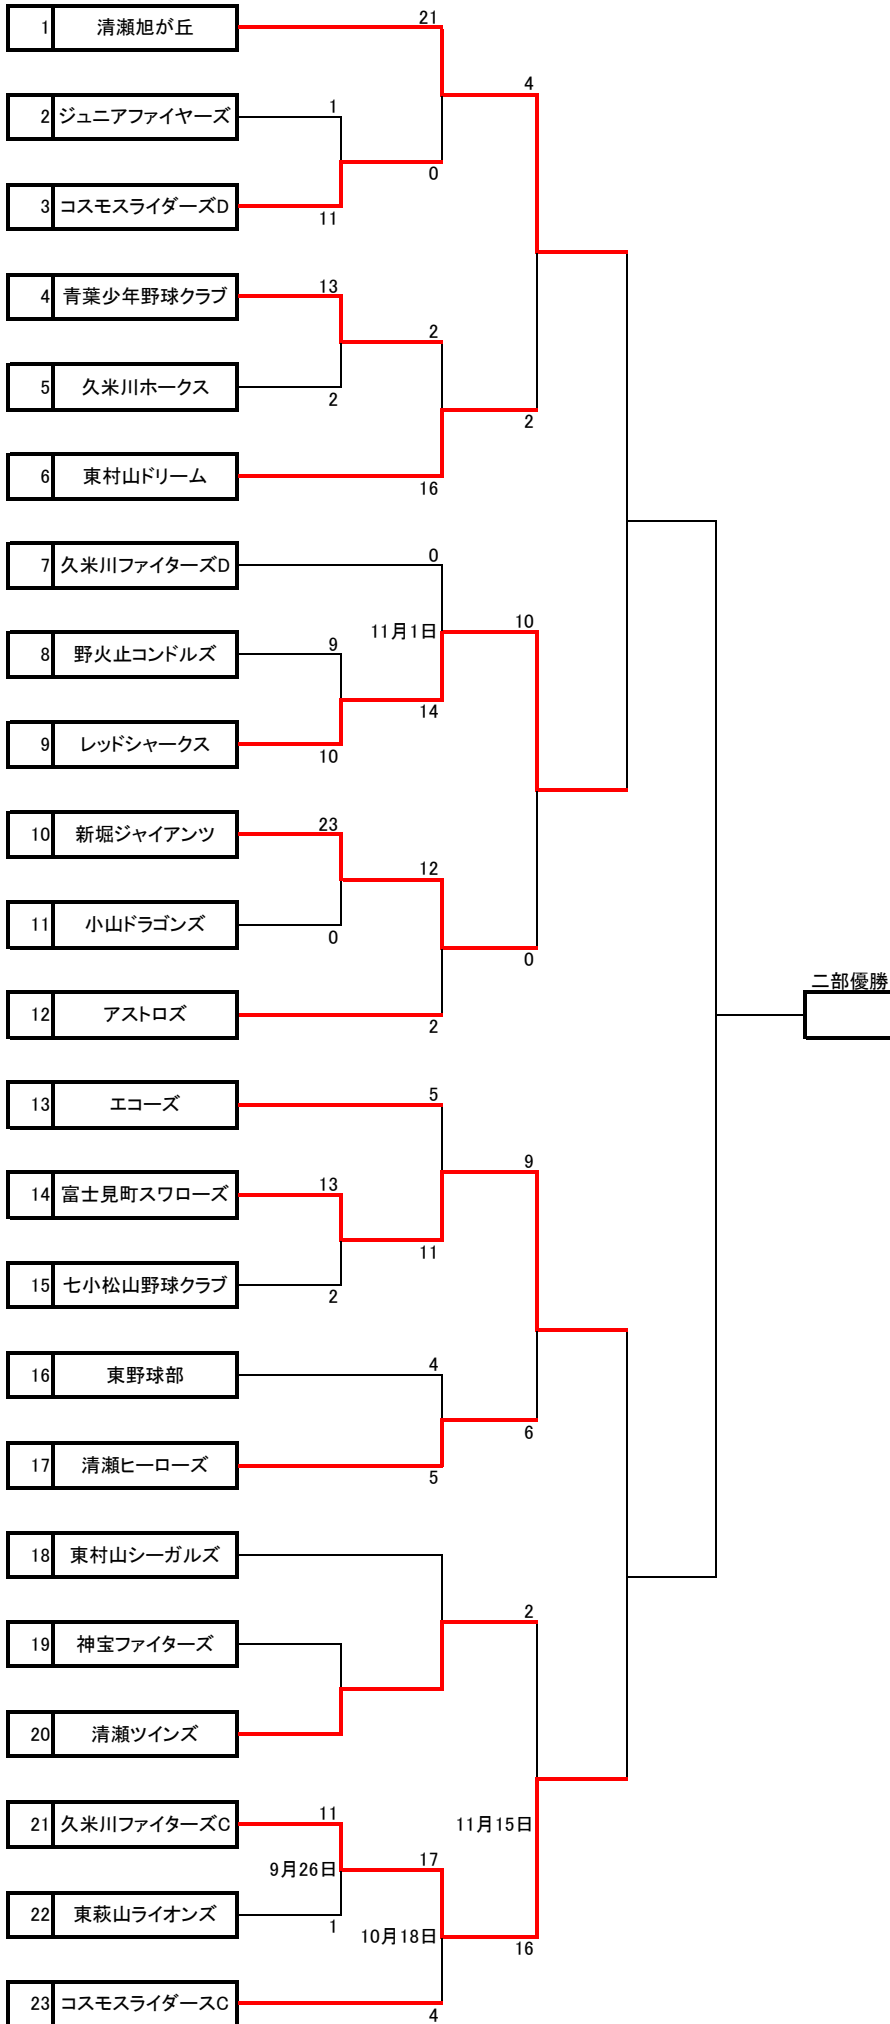 1 清瀬旭が丘
21
4
2 ジュニアファイヤーズ
1
0
3 コスモスライダーズD
11
4 青葉少年野球クラブ
13
2
5 久米川ホークス
2
2
6 東村山ドリーム
16
7 久米川ファイターズD
0
11月1日
10
8 野火止コンドルズ
9
14
9 レッドシャークス
10
10 新堀ジャイアンツ
23
12
11 小山ドラゴンズ
0
0
二部優勝
12 アストロズ
2
13 エコーズ
5
9
14 富士見町スワローズ
13
11
15 七小松山野球クラブ
2
16 東野球部
4
6
17 清瀬ヒーローズ
5
18 東村山シーガルズ
2
19 神宝ファイターズ
20 清瀬ツインズ
21 久米川ファイターズC
11
11月15日
9月26日
17
22 東萩山ライオンズ
1
10月18日
16
23 コスモスライダースC
4